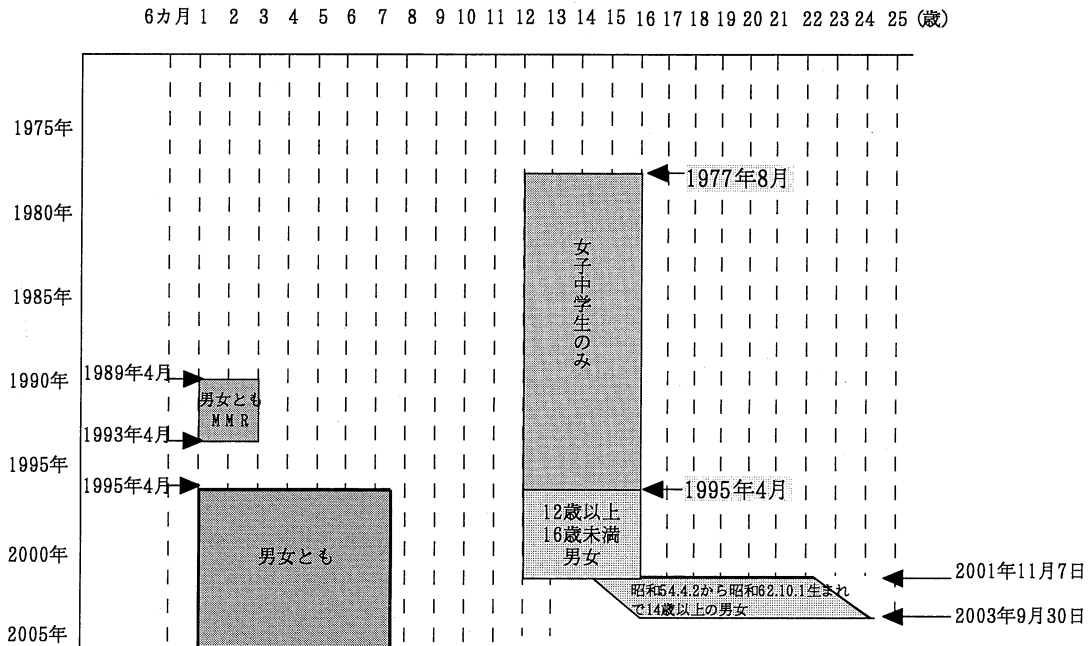 6カ月 1 2 3 4 5 6 7 8 9 10 11 12 13 14 15 16 17 18 19 20 21 22 23 24 25 (歳)
1975年
1977年8月
1980年
女子中学生のみ
1985年
1989年4月
1990年
男女とも
MMR
1993年4月
1995年
1995年4月
1995年4月
12歳以上
16歳未満
男女
男女とも
2000年
2001年11月7日
昭和54.4.2から昭和62.10.1生まれ
で14歳以上の男女
2003年9月30日
2005年